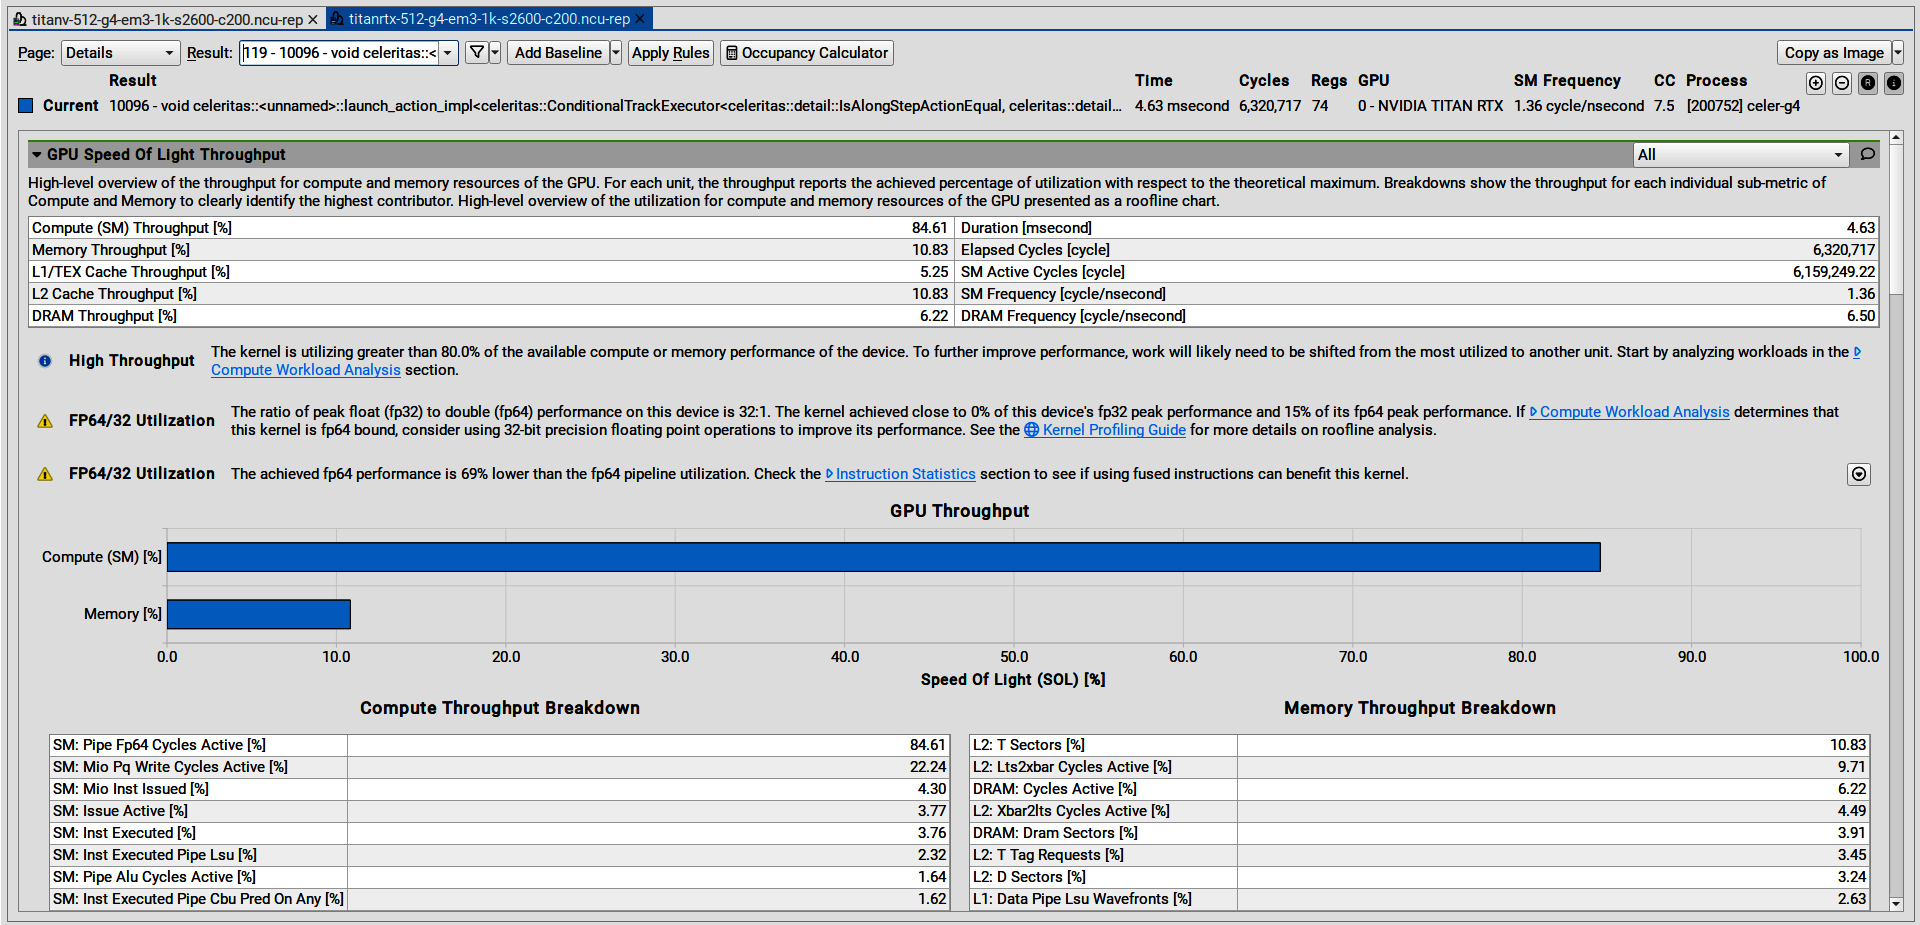 titanv-512-g4-em3-1k-s2600-c200.ncu-rep
titanrtx-512-g4-em3-1k-s2600-c200.ncu-rep
Page: Details Result: 119 - 10096 - void celeritas::< Add Baseline Apply Rules Occupancy Calculator Copy as Image
Result Time Cycles Regs GPU SM Frequency CC Process
Current 10096 - void celeritas::<unnamed>::launch_action_impl<celeritas::ConditionalTrackExecutor<celeritas::detail::IsAlongStepActionEqual, celeritas::detail... 4.63 msecond 6,320,717 74 0 - NVIDIA TITAN RTX 1.36 cycle/nsecond 7.5 [200752] celer-g4
GPU Speed Of Light Throughput All
High-level overview of the throughput for compute and memory resources of the GPU. For each unit, the throughput reports the achieved percentage of utilization with respect to the theoretical maximum. Breakdowns show the throughput for each individual sub-metric of
Compute and Memory to clearly identify the highest contributor. High-level overview of the utilization for compute and memory resources of the GPU presented as a roofline chart.
Compute (SM) Throughput [%] 84.61 Duration [msecond] 4.63
Memory Throughput [%] 10.83 Elapsed Cycles [cycle] 6,320,717
L1/TEX Cache Throughput [%] 5.25 SM Active Cycles [cycle] 6,159,249.22
L2 Cache Throughput [%] 10.83 SM Frequency [cycle/nsecond] 1.36
DRAM Throughput [%] 6.22 DRAM Frequency [cycle/nsecond] 6.50
High Throughput The kernel is utilizing greater than 80.0% of the available compute or memory performance of the device. To further improve performance, work will likely need to be shifted from the most utilized to another unit. Start by analyzing workloads in the
Compute Workload Analysis section.
FP64/32 Utilization The ratio of peak float (fp32) to double (fp64) performance on this device is 32:1. The kernel achieved close to 0% of this device's fp32 peak performance and 15% of its fp64 peak performance. If Compute Workload Analysis determines that
this kernel is fp64 bound, consider using 32-bit precision floating point operations to improve its performance. See the Kernel Profiling Guide for more details on roofline analysis.
FP64/32 Utilization The achieved fp64 performance is 69% lower than the fp64 pipeline utilization. Check the Instruction Statistics section to see if using fused instructions can benefit this kernel.
GPU Throughput
Compute (SM) [%]
Memory [%]
0.0 10.0 20.0 30.0 40.0 50.0 60.0 70.0 80.0 90.0 100.0
Speed Of Light (SOL) [%]
Compute Throughput Breakdown
SM: Pipe Fp64 Cycles Active [%] 84.61
SM: Mio Pq Write Cycles Active [%] 22.24
SM: Mio Inst Issued [%] 4.30
SM: Issue Active [%] 3.77
SM: Inst Executed [%] 3.76
SM: Inst Executed Pipe Lsu [%] 2.32
SM: Pipe Alu Cycles Active [%] 1.64
SM: Inst Executed Pipe Cbu Pred On Any [%] 1.62
Memory Throughput Breakdown
L2: T Sectors [%] 10.83
L2: Lts2xbar Cycles Active [%] 9.71
DRAM: Cycles Active [%] 6.22
L2: Xbar2lts Cycles Active [%] 4.49
DRAM: Dram Sectors [%] 3.91
L2: T Tag Requests [%] 3.45
L2: D Sectors [%] 3.24
L1: Data Pipe Lsu Wavefronts [%] 2.63